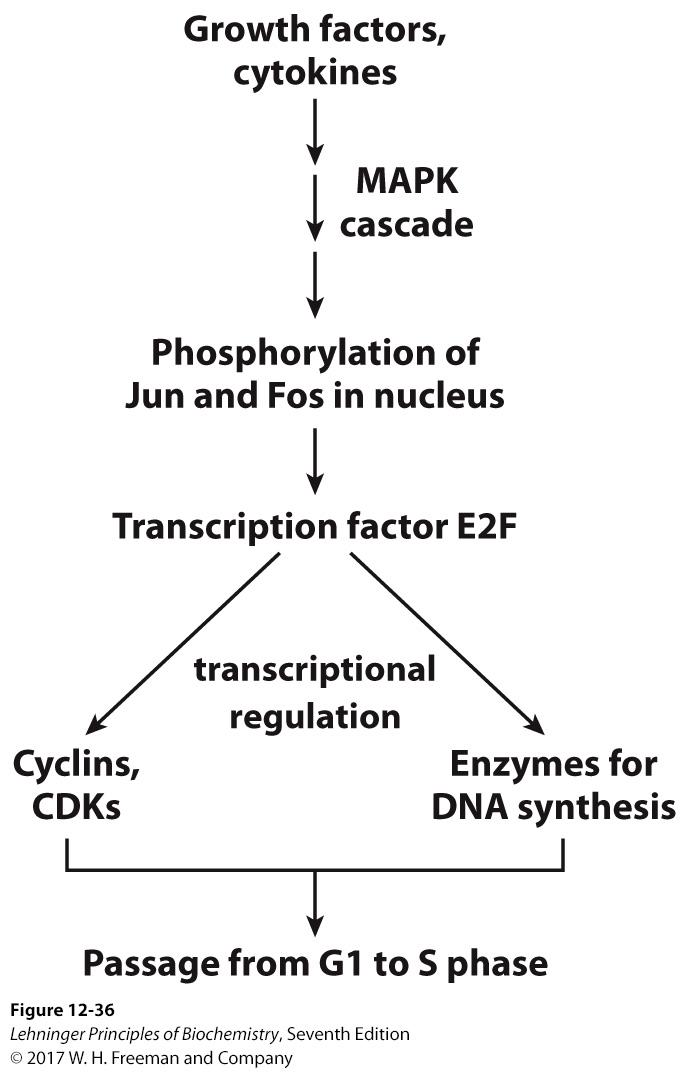 Growth factors,
cytokines
MAPK
cascade
Phosphorylation of
Jun and Fos in nucleus
Transcription factor E2F
transcriptional
regulation
Cyclins,
CDKs
Enzymes for
DNA synthesis
Passage from G1 to S phase
Figure 12-36
Lehninger Principles of Biochemistry, Seventh Edition
© 2017 W. H. Freeman and Company